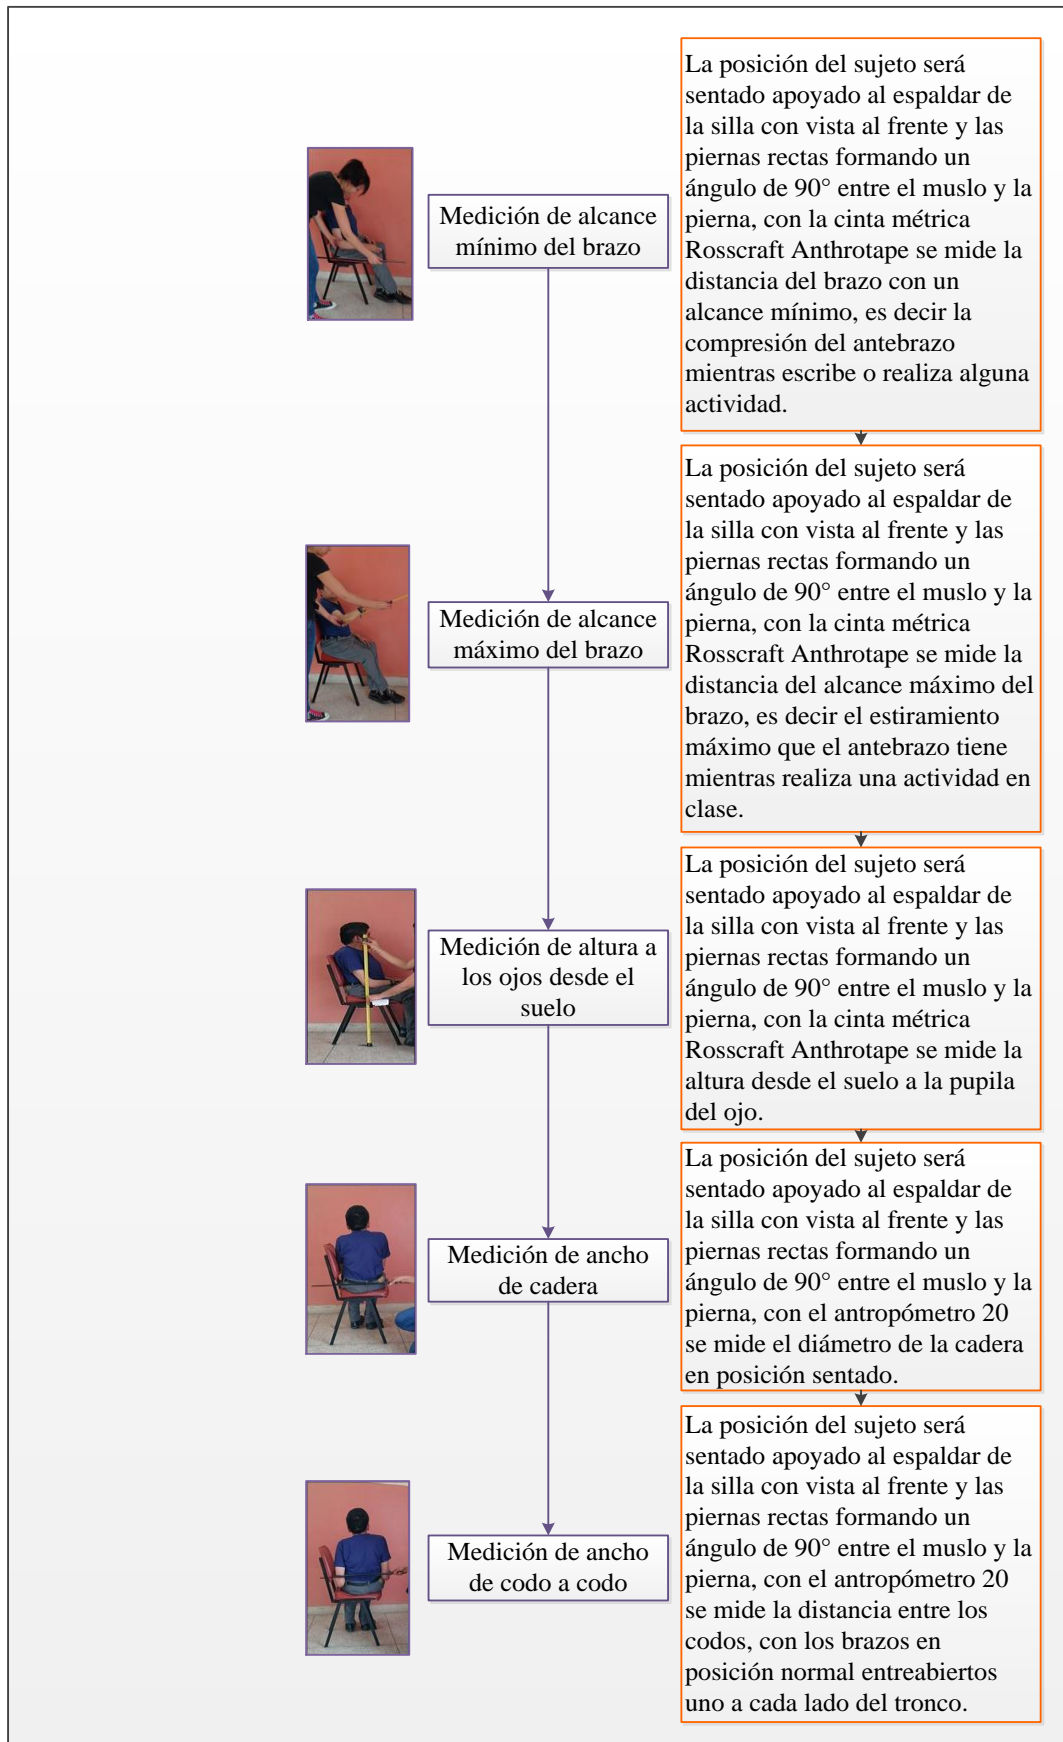 Medición de alcance
mínimo del brazo
La posición del sujeto será
sentado apoyado al espaldar de
la silla con vista al frente y las
piernas rectas formando un
ángulo de 90° entre el muslo y la
pierna, con la cinta métrica
Rosscraft Anthrotape se mide la
distancia del brazo con un
alcance mínimo, es decir la
compresión del antebrazo
mientras escribe o realiza alguna
actividad.
Medición de alcance
máximo del brazo
La posición del sujeto será
sentado apoyado al espaldar de
la silla con vista al frente y las
piernas rectas formando un
ángulo de 90° entre el muslo y la
pierna, con la cinta métrica
Rosscraft Anthrotape se mide la
distancia del alcance máximo del
brazo, es decir el estiramiento
máximo que el antebrazo tiene
mientras realiza una actividad en
clase.
Medición de altura a
los ojos desde el
suelo
La posición del sujeto será
sentado apoyado al espaldar de
la silla con vista al frente y las
piernas rectas formando un
ángulo de 90° entre el muslo y la
pierna, con la cinta métrica
Rosscraft Anthrotape se mide la
altura desde el suelo a la pupila
del ojo.
Medición de ancho
de cadera
La posición del sujeto será
sentado apoyado al espaldar de
la silla con vista al frente y las
piernas rectas formando un
ángulo de 90° entre el muslo y la
pierna, con el antropómetro 20
se mide el diámetro de la cadera
en posición sentado.
Medición de ancho
de codo a codo
La posición del sujeto será
sentado apoyado al espaldar de
la silla con vista al frente y las
piernas rectas formando un
ángulo de 90° entre el muslo y la
pierna, con el antropómetro 20
se mide la distancia entre los
codos, con los brazos en
posición normal entreabiertos
uno a cada lado del tronco.